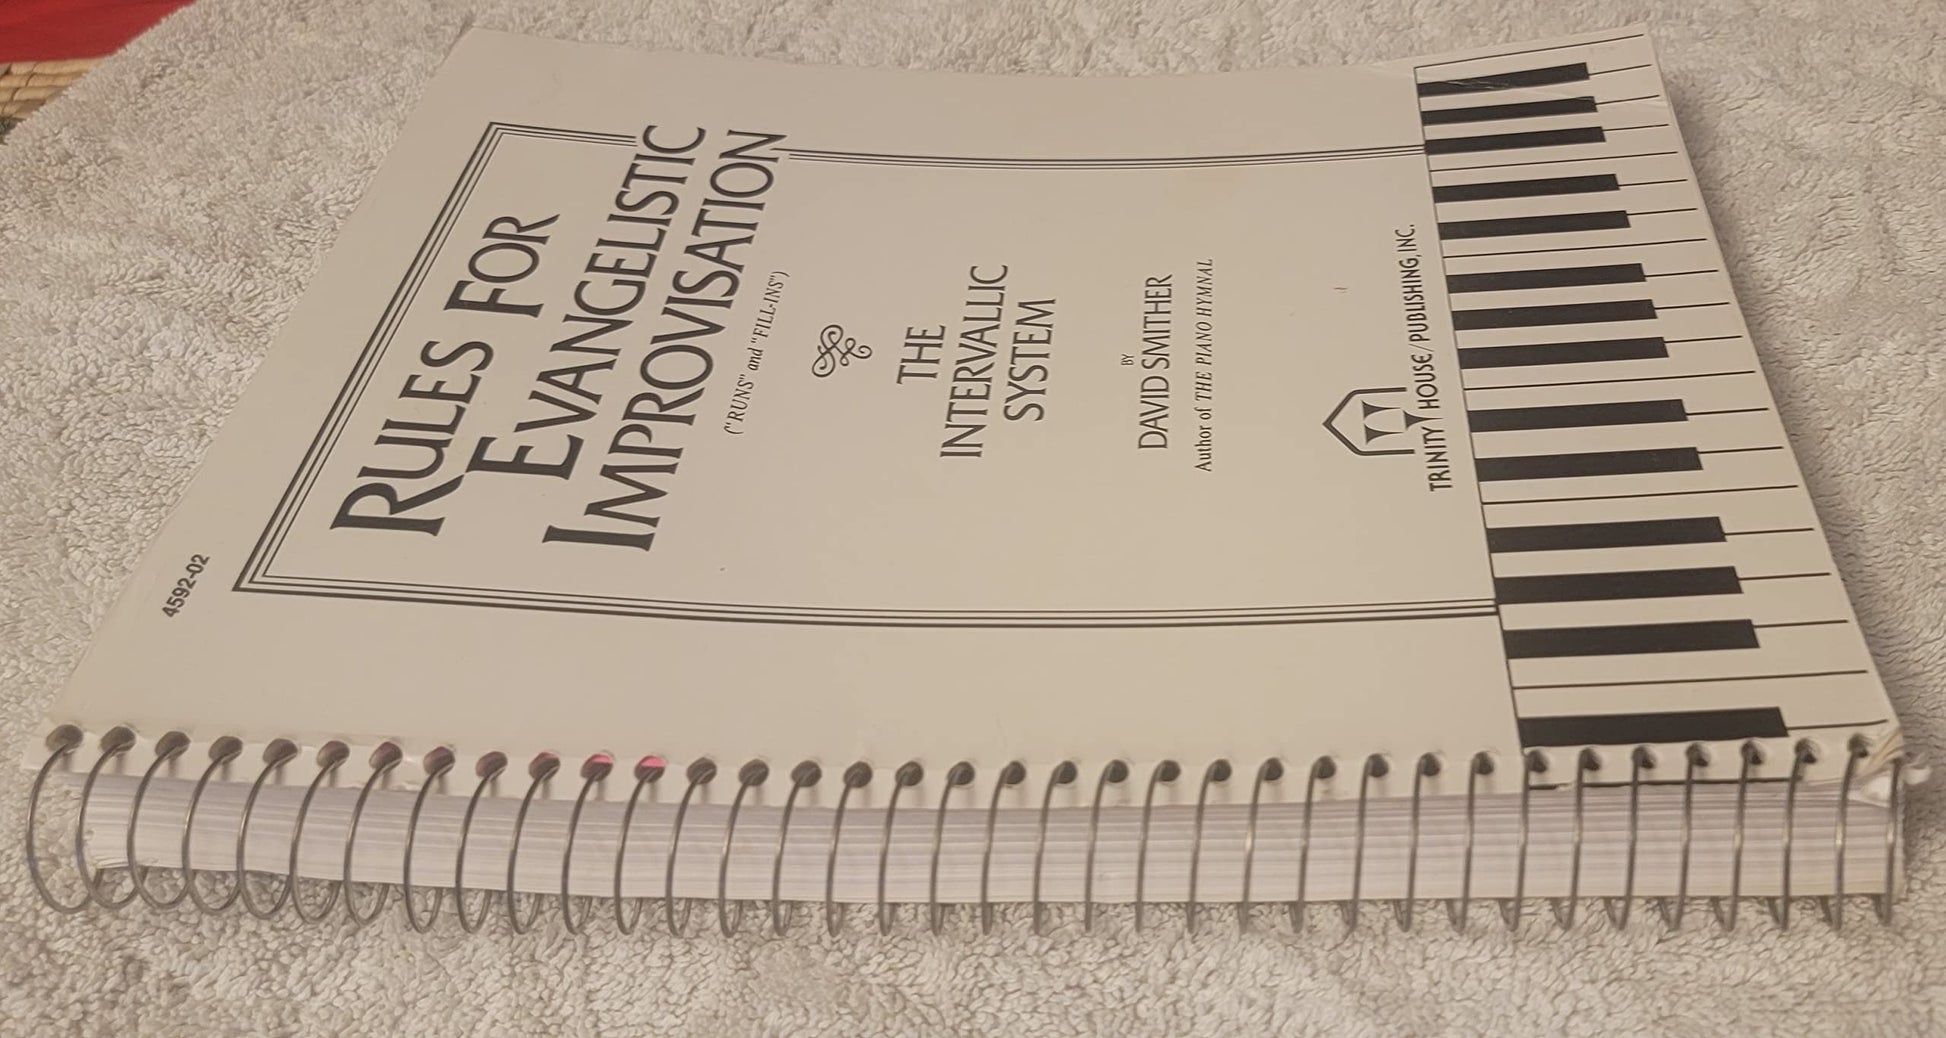 4592-02
RULES FOR
EVANGELISTIC
IMPROVISATION
("RUNS" and "FILL-INS")
THE
INTERVALLIC
SYSTEM
BY
DAVID SMITHER
Author of THE PIANO HYMNAL
TRINITY HOUSE/PUBLISHING, INC.